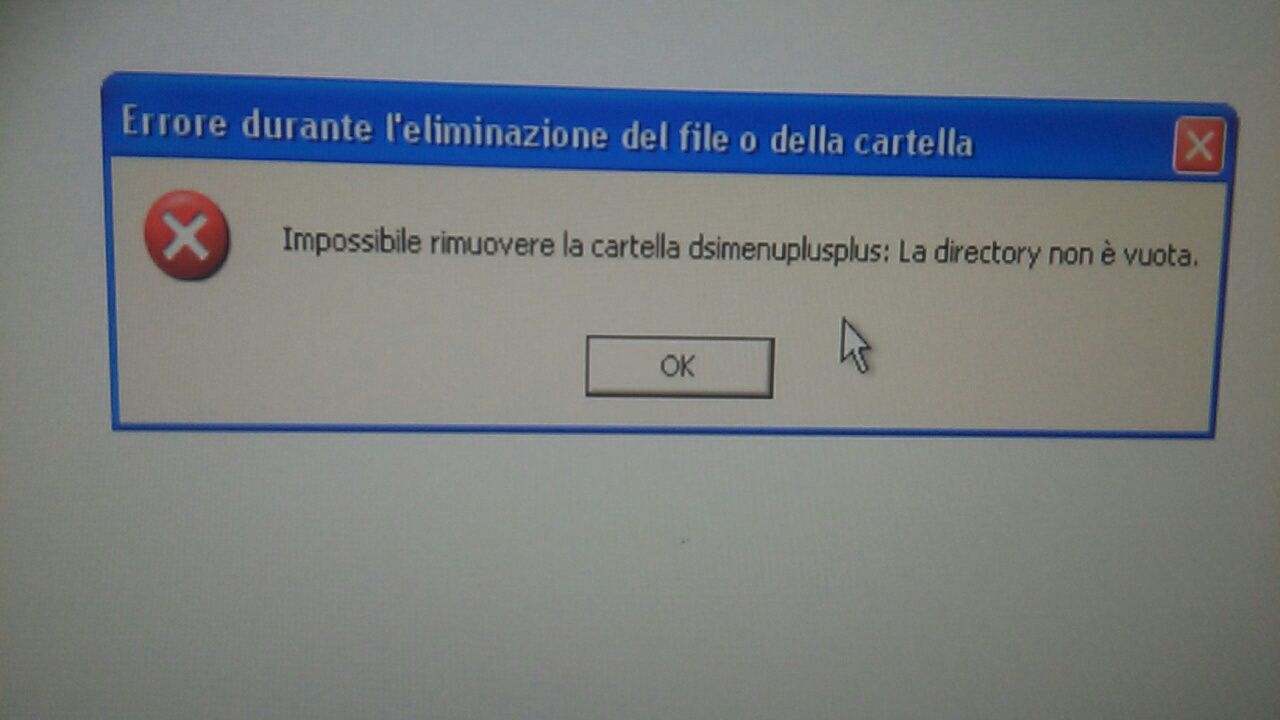 Errore durante l'eliminazione del file o della cartella
Impossibile rimuovere la cartella dsimenuplusplus: La directory non è vuota.
OK